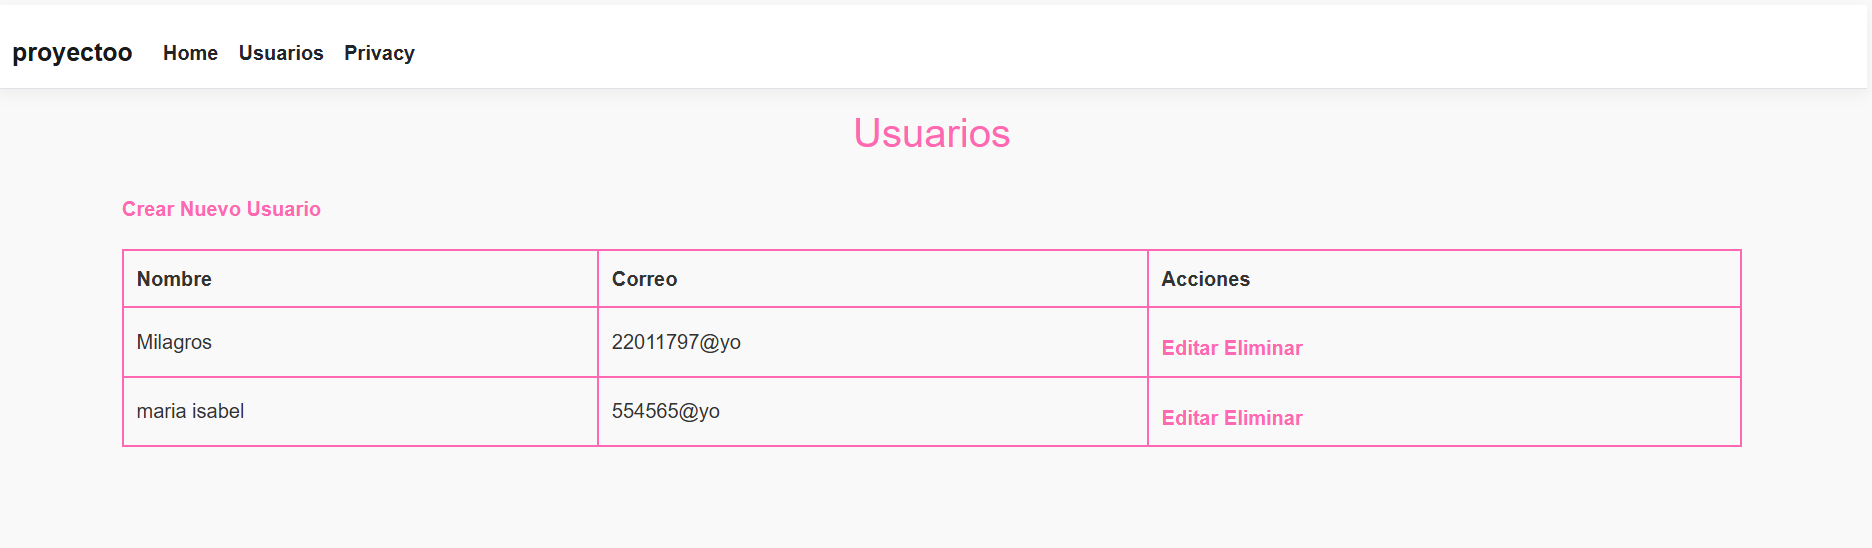 proyectoo Home Usuarios Privacy
Usuarios
Crear Nuevo Usuario
Nombre Correo Acciones
Milagros 22011797@yo Editar Eliminar
maria isabel 554565@yo Editar Eliminar